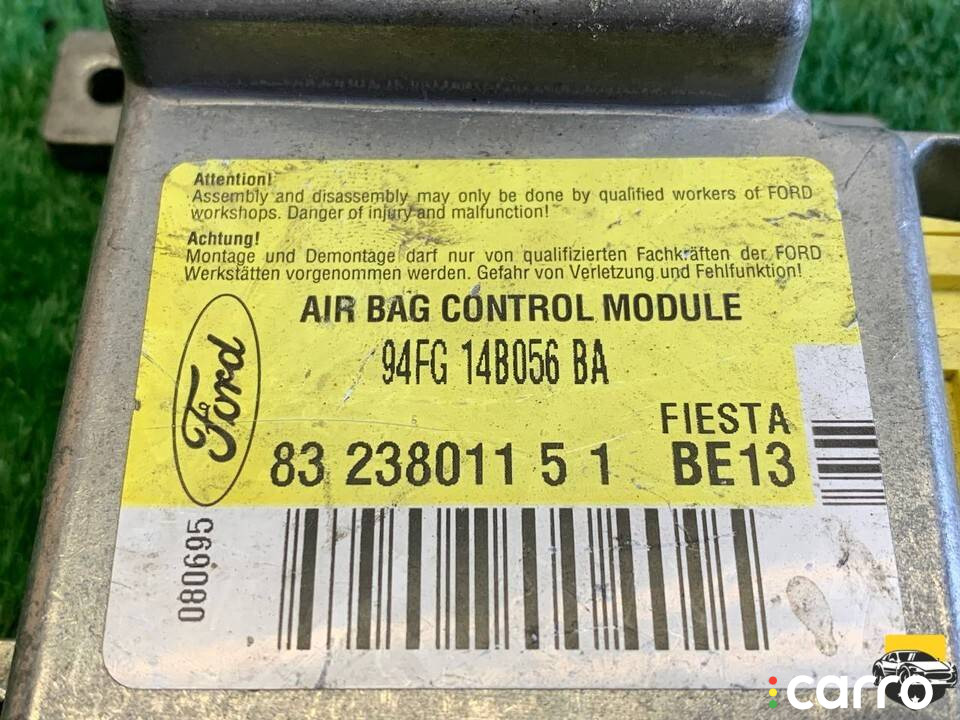 Attention!
Assembly and disassembly may only be done by qualified workers of FORD
workshops. Danger of injury and malfunction!
Achtung!
Montage und Demontage darf nur von qualifizierten Fachkräften der FORD
Werkstätten vorgenommen werden. Gefahr von Verletzung und Fehlfunktion!
AIR BAG CONTROL MODULE
94FG 14B056 BA
Ford
FIESTA
83 238011 5 1 BE13
080695
carro